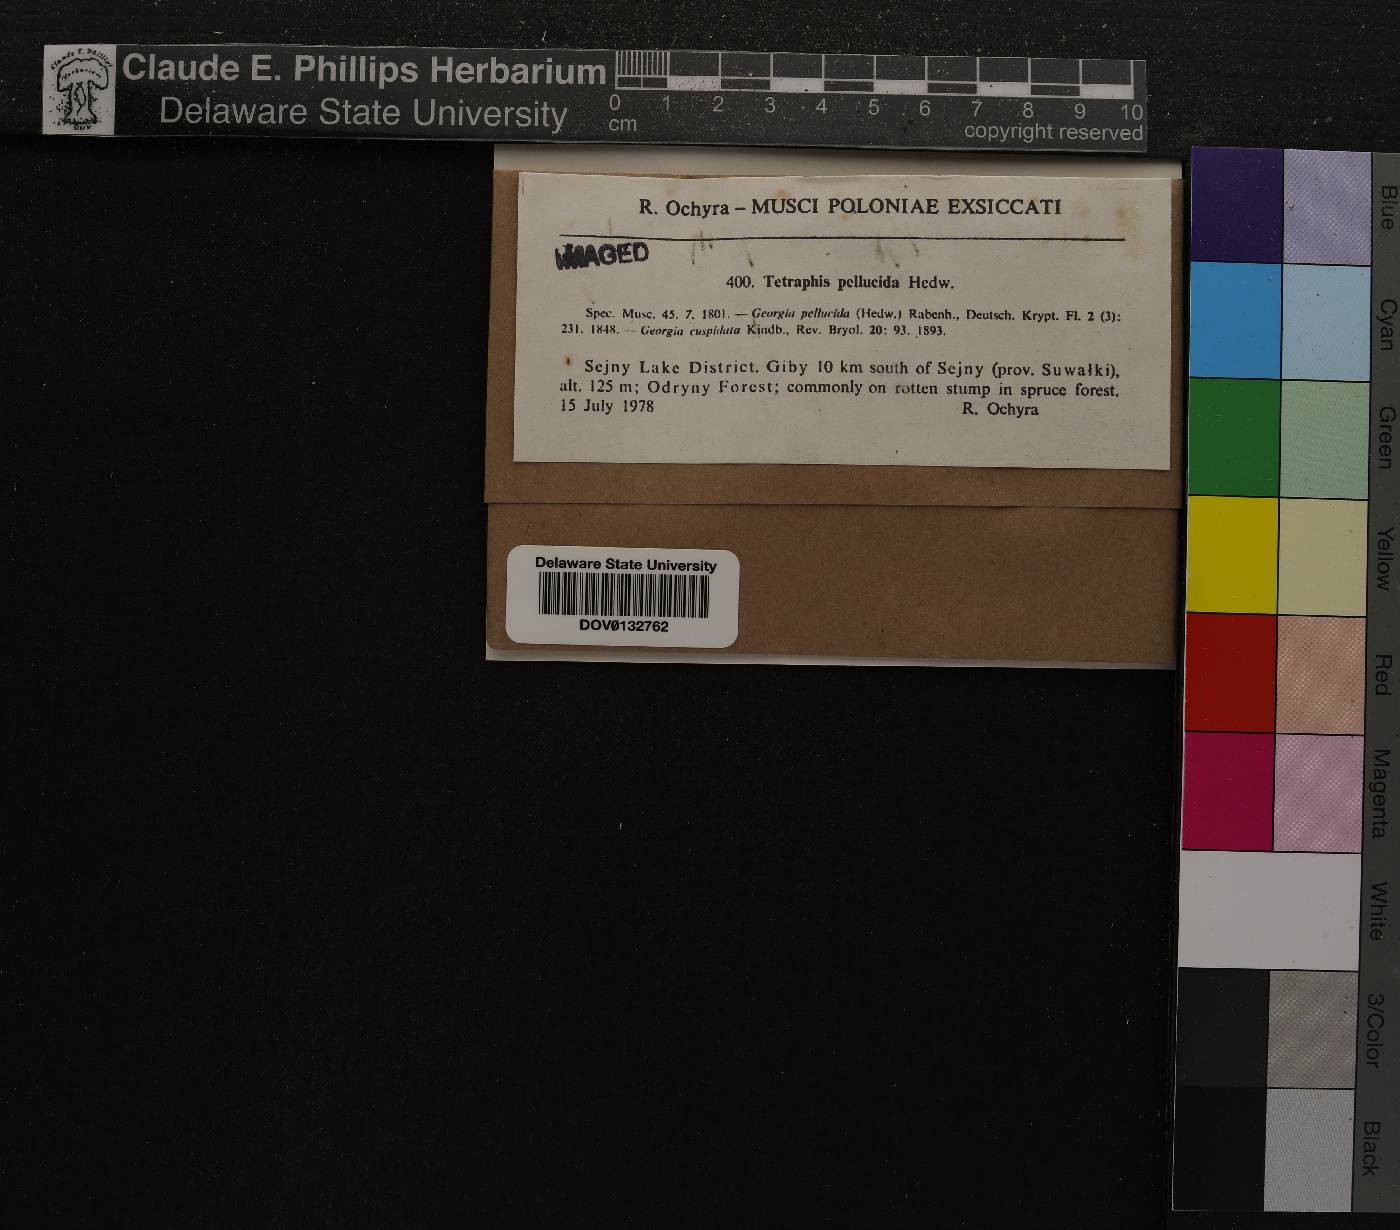 Claude E. Phillips Herbarium
Delaware State University
0 1 2 3 4 5 6 7 8 9 10
cm
copyright reserved
R. Ochyra – MUSCI POLONIAE EXSICCATI
IMAGED
400. Tetraphis pellucida Hedw.
Spec. Musc. 45. 7. 1801. — Georgia pellucida (Hedw.) Rabenh., Deutsch. Krypt. Fl. 2 (3):
231. 1848. — Georgia cuspidata Kindb., Rev. Bryol. 20: 93. 1893.
Sejny Lake District. Giby 10 km south of Sejny (prov. Suwałki),
alt. 125 m; Odryny Forest; commonly on rotten stump in spruce forest.
15 July 1978 R. Ochyra
Delaware State University
DOV0132762
Blue
Cyan
Green
Yellow
Red
Magenta
White
3/Color
Black